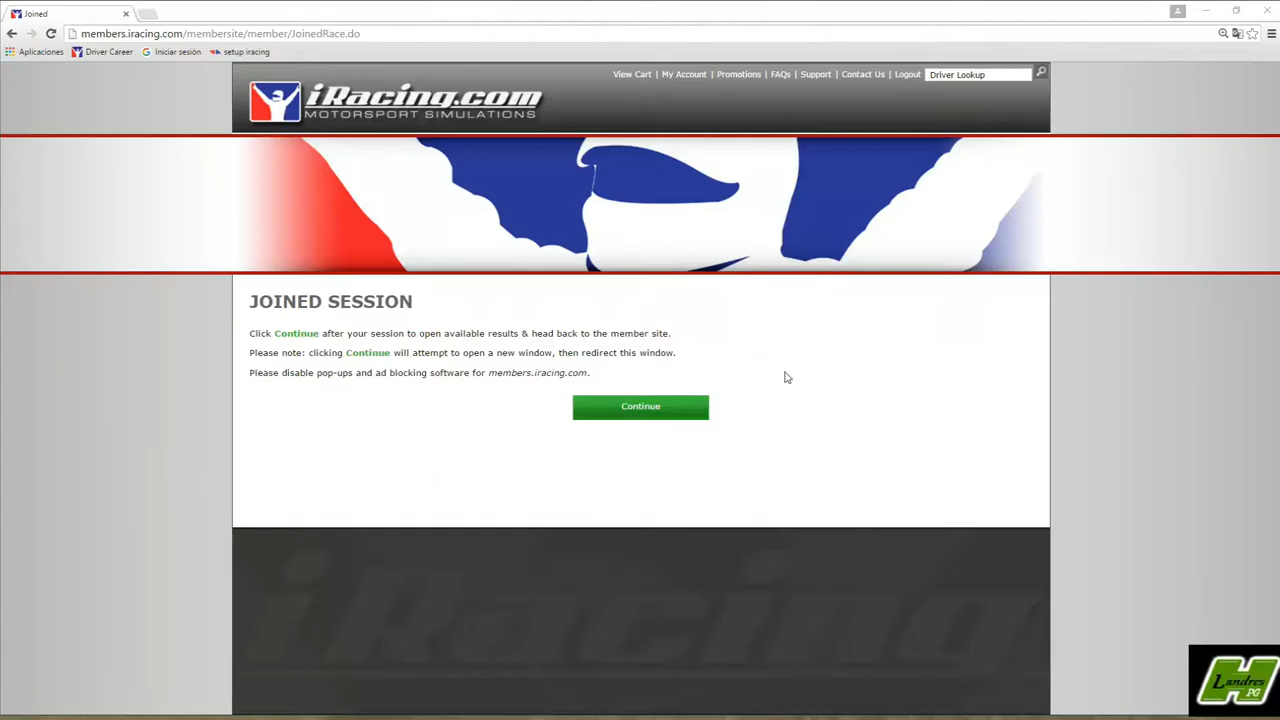 Joined
members.iracing.com/membersite/member/JoinedRace.do
Aplicaciones Driver Career Iniciar sesión setup iracing
View Cart | My Account | Promotions | FAQs | Support | Contact Us | Logout Driver Lookup
iRacing.com
MOTORSPORT SIMULATIONS
JOINED SESSION
Click Continue after your session to open available results & head back to the member site.
Please note: clicking Continue will attempt to open a new window, then redirect this window.
Please disable pop-ups and ad blocking software for members.iracing.com.
Continue
iRacing
Landres
PG